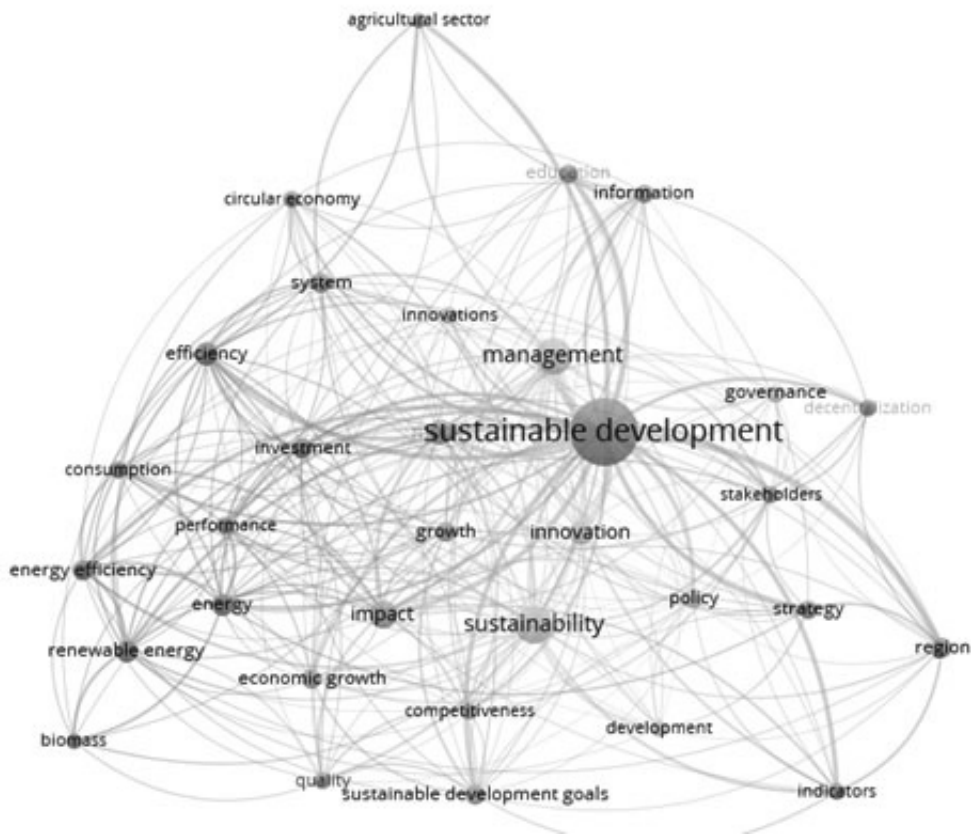 agricultural sector
education
information
circular economy
system
innovations
efficiency
management
governance
decentralization
sustainable development
investment
consumption
stakeholders
performance
growth
innovation
energy efficiency
energy
impact
sustainability
policy
strategy
renewable energy
region
economic growth
competitiveness
development
biomass
quality
sustainable development goals
indicators